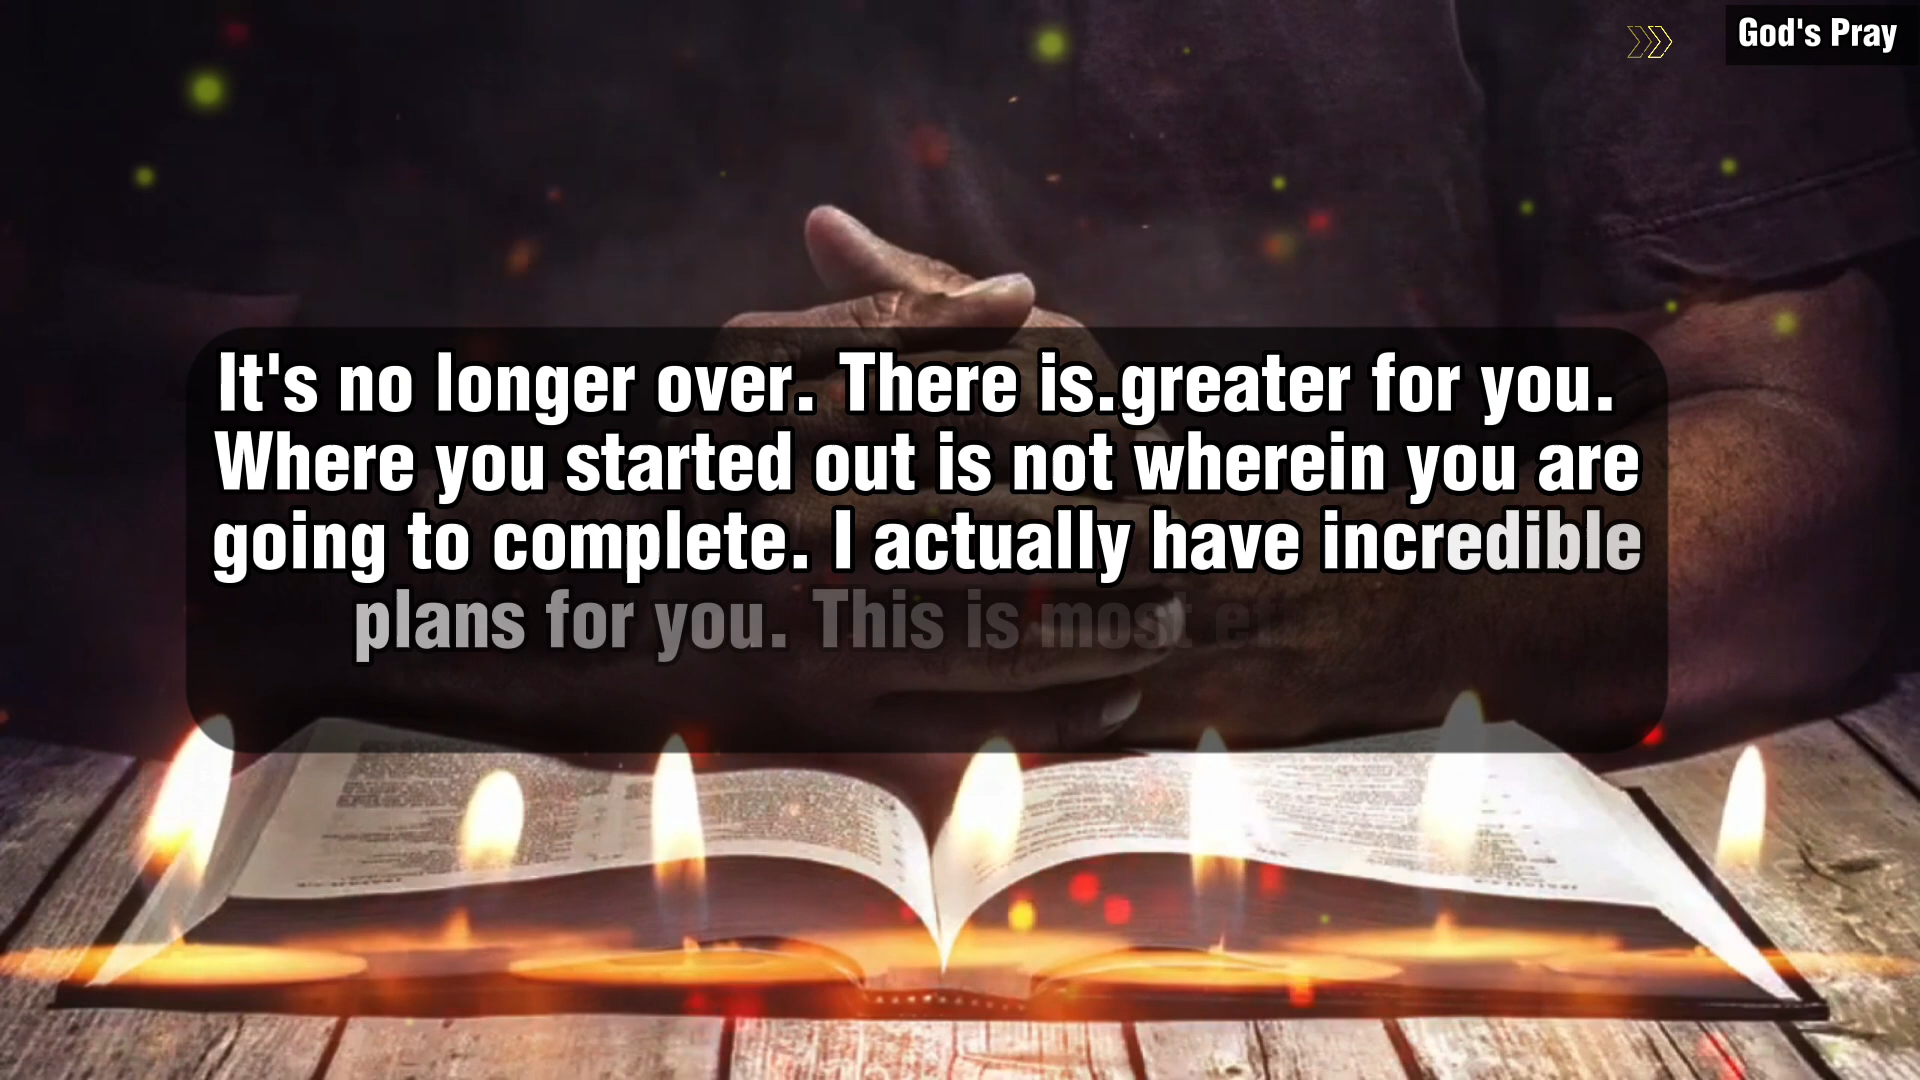 God's Pray
It's no longer over. There is.greater for you.
Where you started out is not wherein you are
going to complete. I actually have incredible
plans for you. This is most